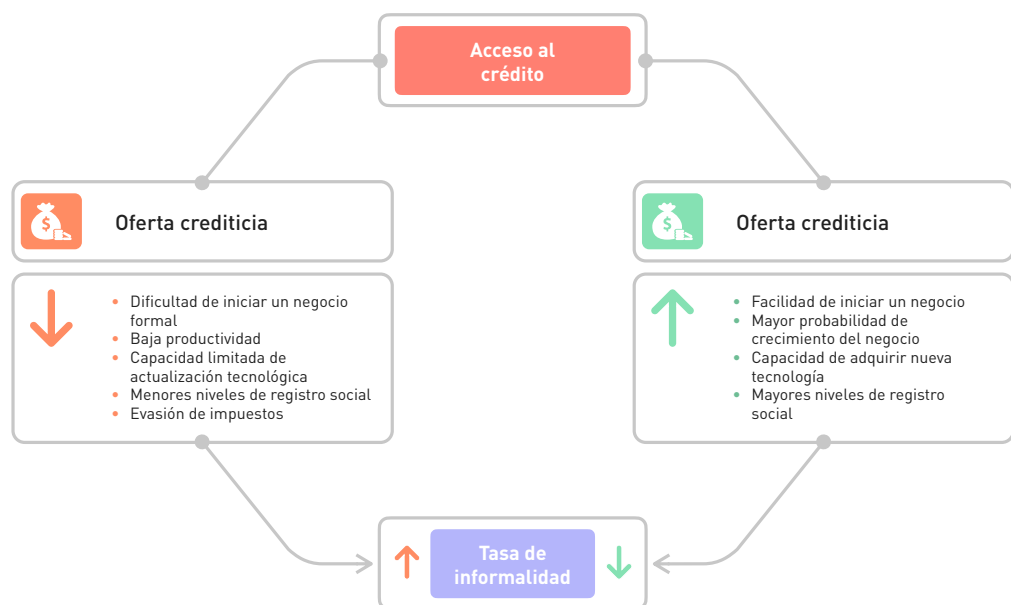 Acceso al
crédito
$
Oferta crediticia
• Dificultad de iniciar un negocio
formal
• Baja productividad
• Capacidad limitada de
actualización tecnológica
• Menores niveles de registro social
• Evasión de impuestos
$
Oferta crediticia
• Facilidad de iniciar un negocio
• Mayor probabilidad de
crecimiento del negocio
• Capacidad de adquirir nueva
tecnología
• Mayores niveles de registro
social
Tasa de
informalidad